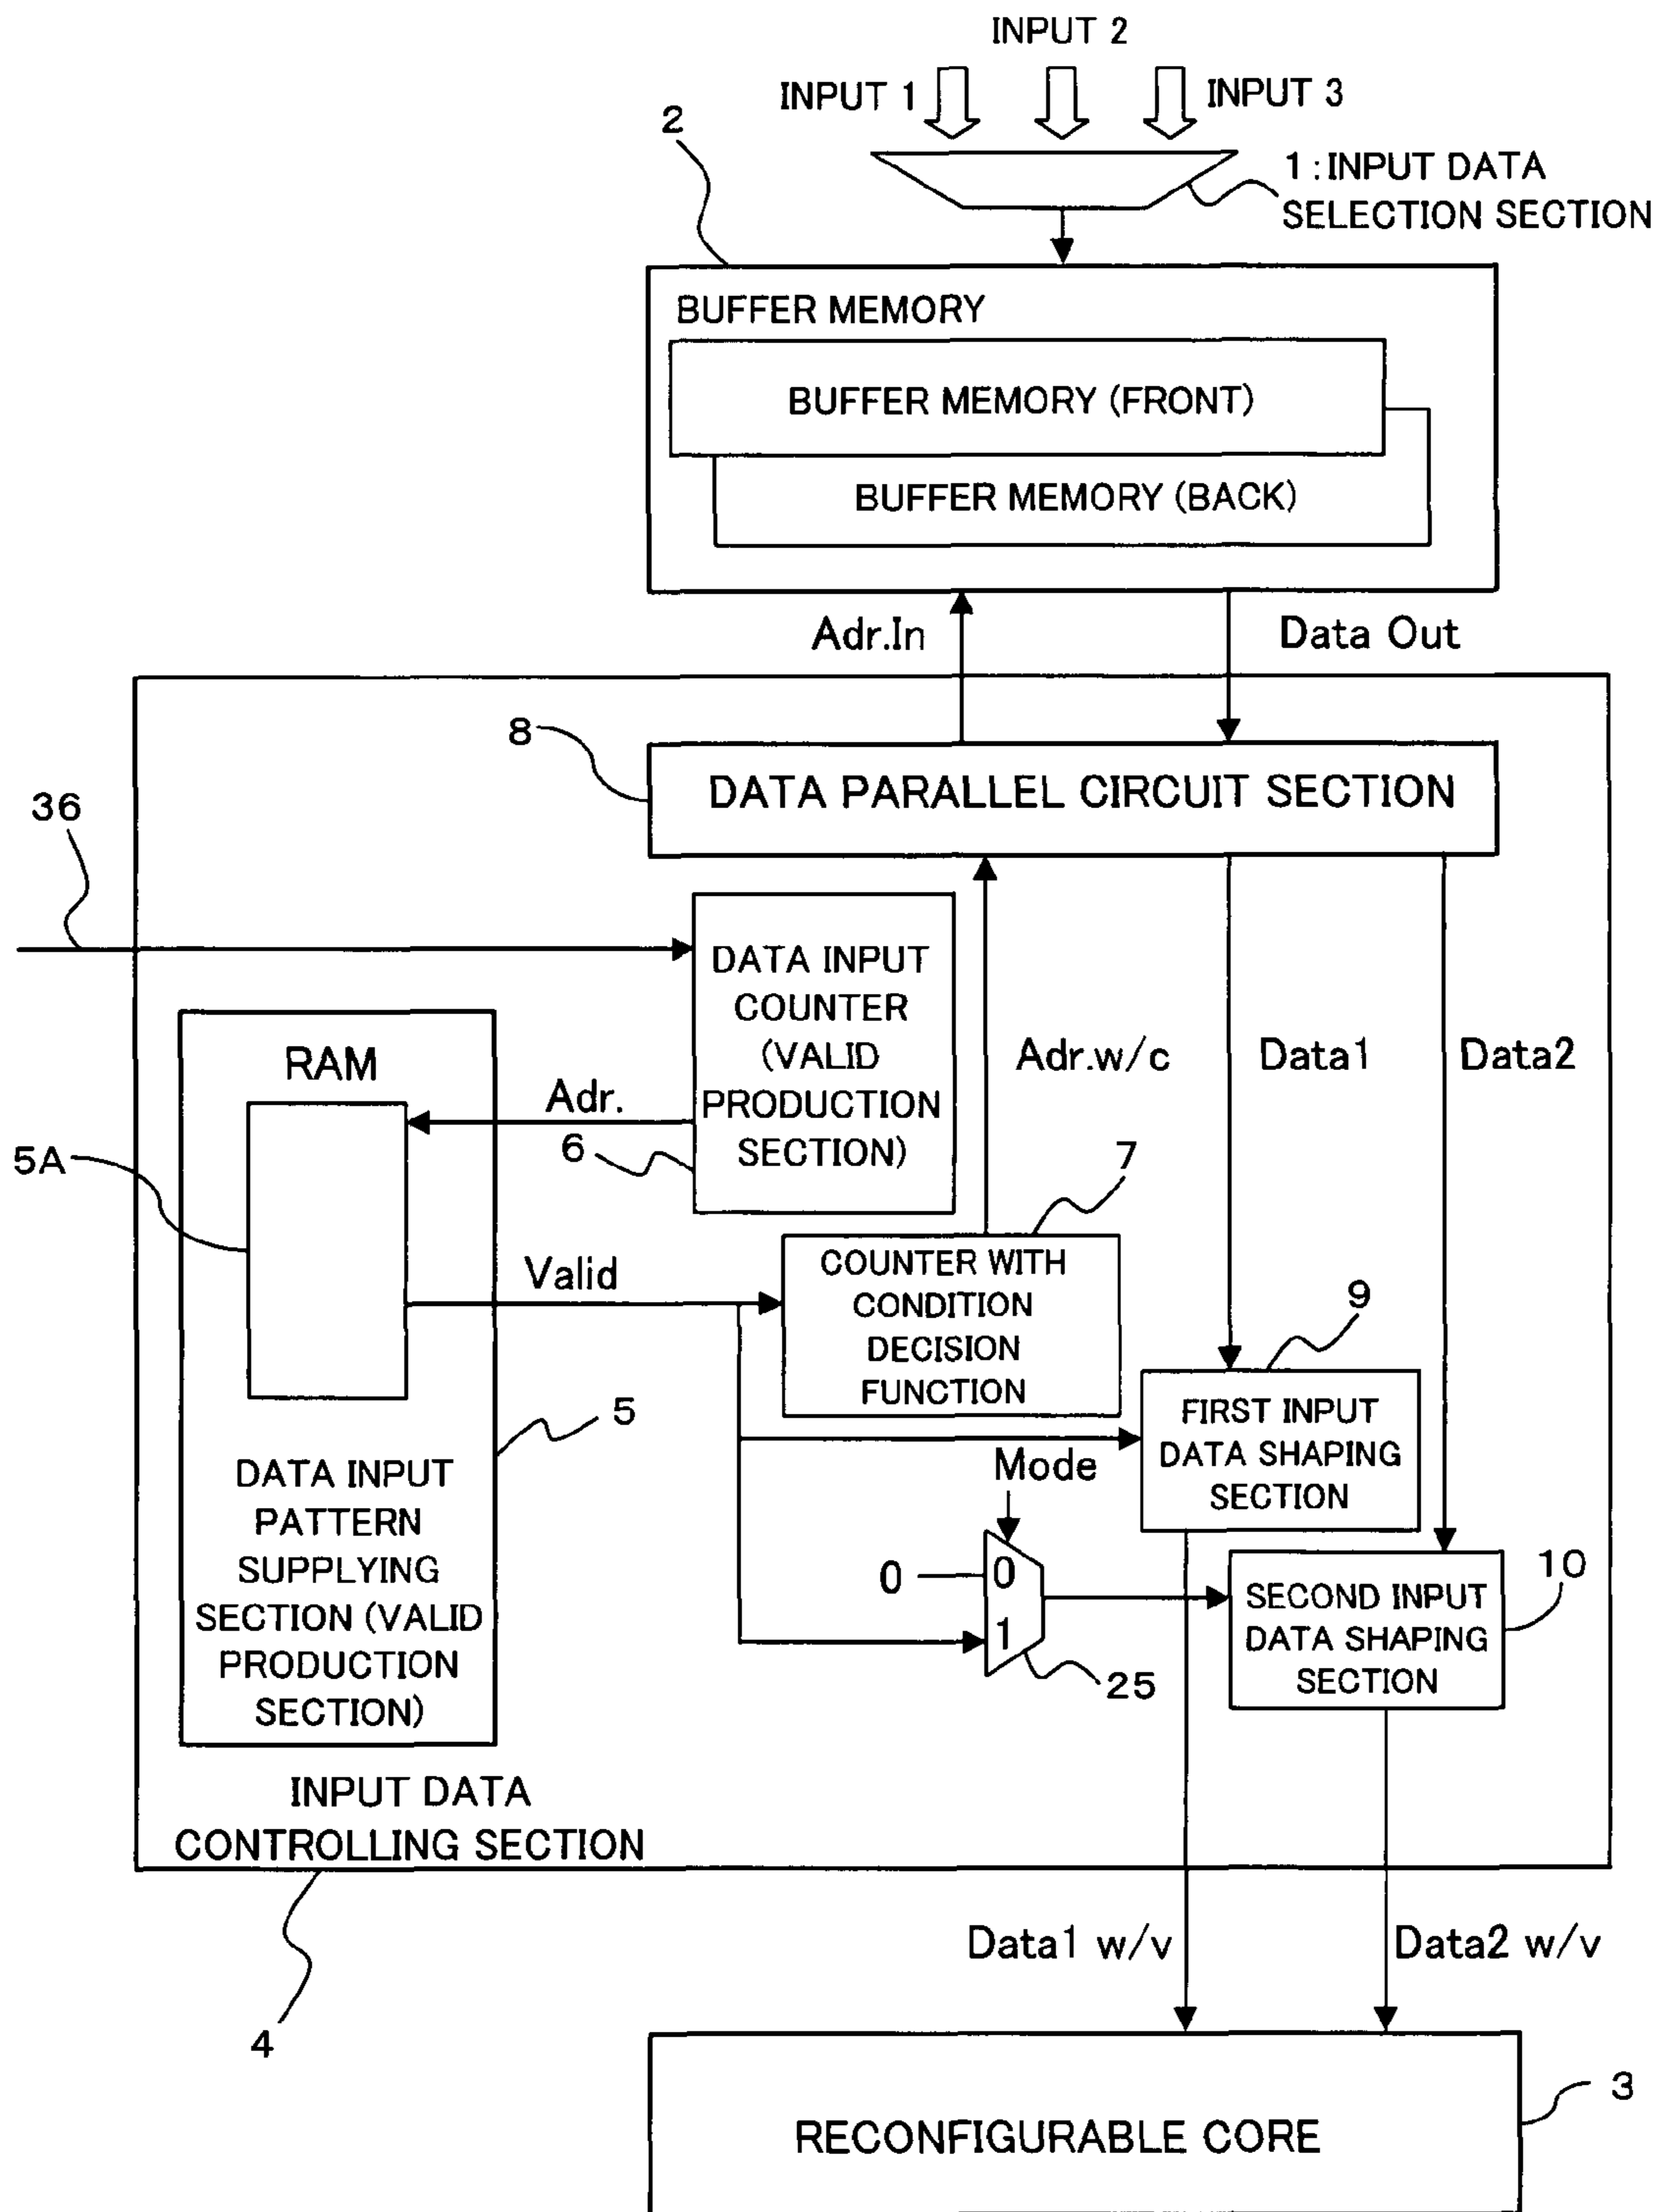 INPUT 2
INPUT 1
INPUT 3
2
1:INPUT DATA
SELECTION SECTION
BUFFER MEMORY
BUFFER MEMORY (FRONT)
BUFFER MEMORY (BACK)
Adr.In
Data Out
8
DATA PARALLEL CIRCUIT SECTION
36
DATA INPUT
COUNTER
(VALID
PRODUCTION
SECTION)
Adr.w/c
Data1
Data2
RAM
Adr.
6
5A
7
Valid
COUNTER WITH
CONDITION
DECISION
FUNCTION
9
5
FIRST INPUT
DATA SHAPING
SECTION
Mode
DATA INPUT
PATTERN
SUPPLYING
SECTION (VALID
PRODUCTION
SECTION)
0
0
1
25
SECOND INPUT
DATA SHAPING
SECTION
10
INPUT DATA
CONTROLLING SECTION
4
Data1 w/v
Data2 w/v
3
RECONFIGURABLE CORE